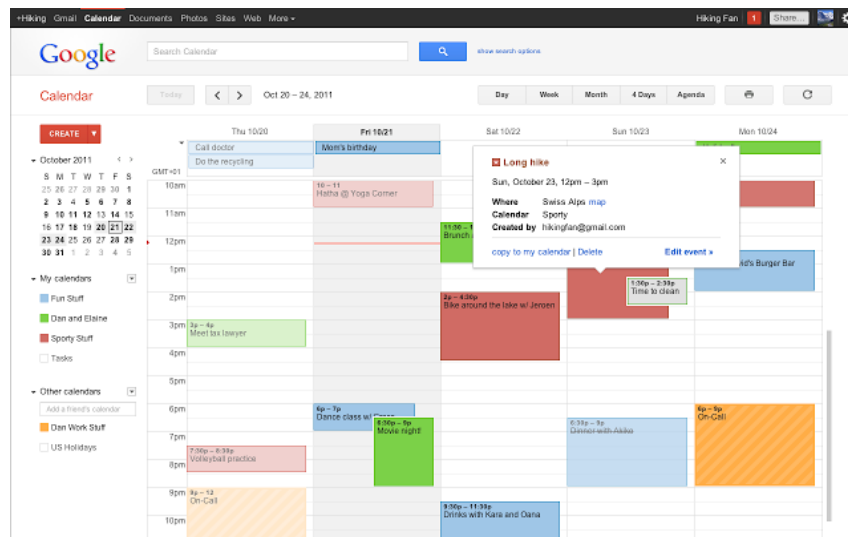 +Hiking Gmail Calendar Documents Photos Sites Web More
Hiking Fan 1 Share...
Google
Search Calendar
show search options
Calendar
Today
Oct 20 – 24, 2011
Day Week Month 4 Days Agenda
CREATE
October 2011
S M T W T F S
25 26 27 28 29 30 1
2 3 4 5 6 7 8
9 10 11 12 13 14 15
16 17 18 19 20 21 22
23 24 25 26 27 28 29
30 31 1 2 3 4 5
My calendars
Fun Stuff
Dan and Elaine
Sporty Stuff
Tasks
Other calendars
Add a friend's calendar
Dan Work Stuff
US Holidays
Thu 10/20 Fri 10/21 Sat 10/22 Sun 10/23 Mon 10/24
Call doctor
Do the recycling
Mom's birthday
GMT+01
10am
11am
12pm
1pm
2pm
3pm
4pm
5pm
6pm
7pm
8pm
9pm
10pm
3p – 4p
Meet tax lawyer
7:30p – 8:30p
Volleyball practice
9p – 12
On-Call
10 – 11
Hatha @ Yoga Corner
6p – 7p
Dance class w/
6:30p – 9p
Movie night!
11:30 – 1
Brunch
2p – 4:30p
Bike around the lake w/ Jeroen
9:30p – 11:30p
Drinks with Kara and Dana
Long hike
Sun, October 23, 12pm – 3pm
Where Swiss Alps map
Calendar Sporty
Created by hikingfan@gmail.com
copy to my calendar | Delete
Edit event »
1:30p – 2:30p
Time to clean
6:30p – 9p
Dinner with Akiko
id's Burger Bar
6p – 9p
On-Call